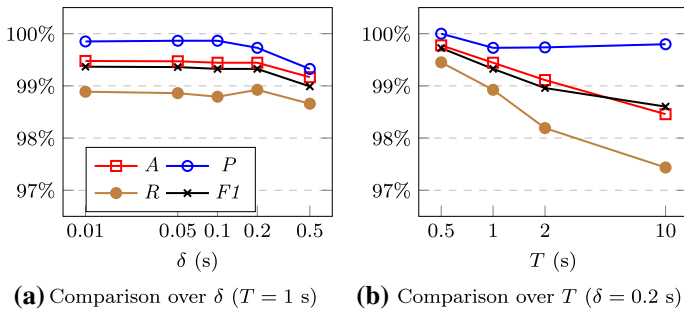 100%
99%
98%
97%
A P
R F1
0.01 0.05 0.1 0.2 0.5
δ (s)
(a) Comparison over δ (T = 1 s)
100%
99%
98%
97%
0.5 1 2 10
T (s)
(b) Comparison over T (δ = 0.2 s)